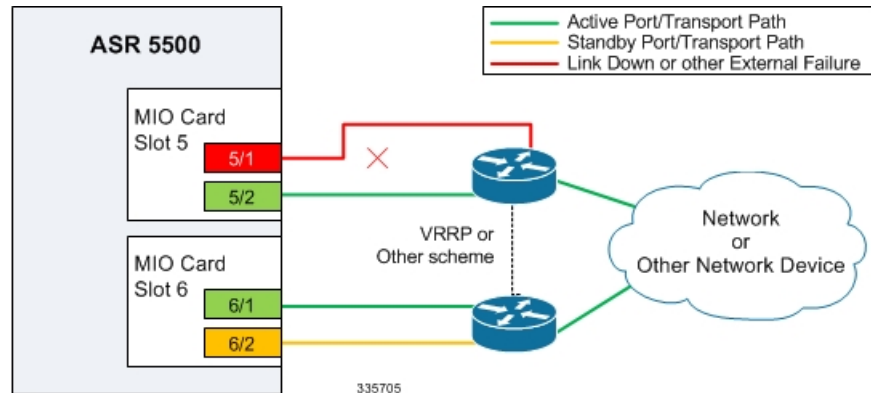 ASR 5500
Active Port/Transport Path
Standby Port/Transport Path
Link Down or other External Failure
MIO Card
Slot 5
5/1
5/2
VRRP or
Other scheme
Network
or
Other Network Device
MIO Card
Slot 6
6/1
6/2
335705